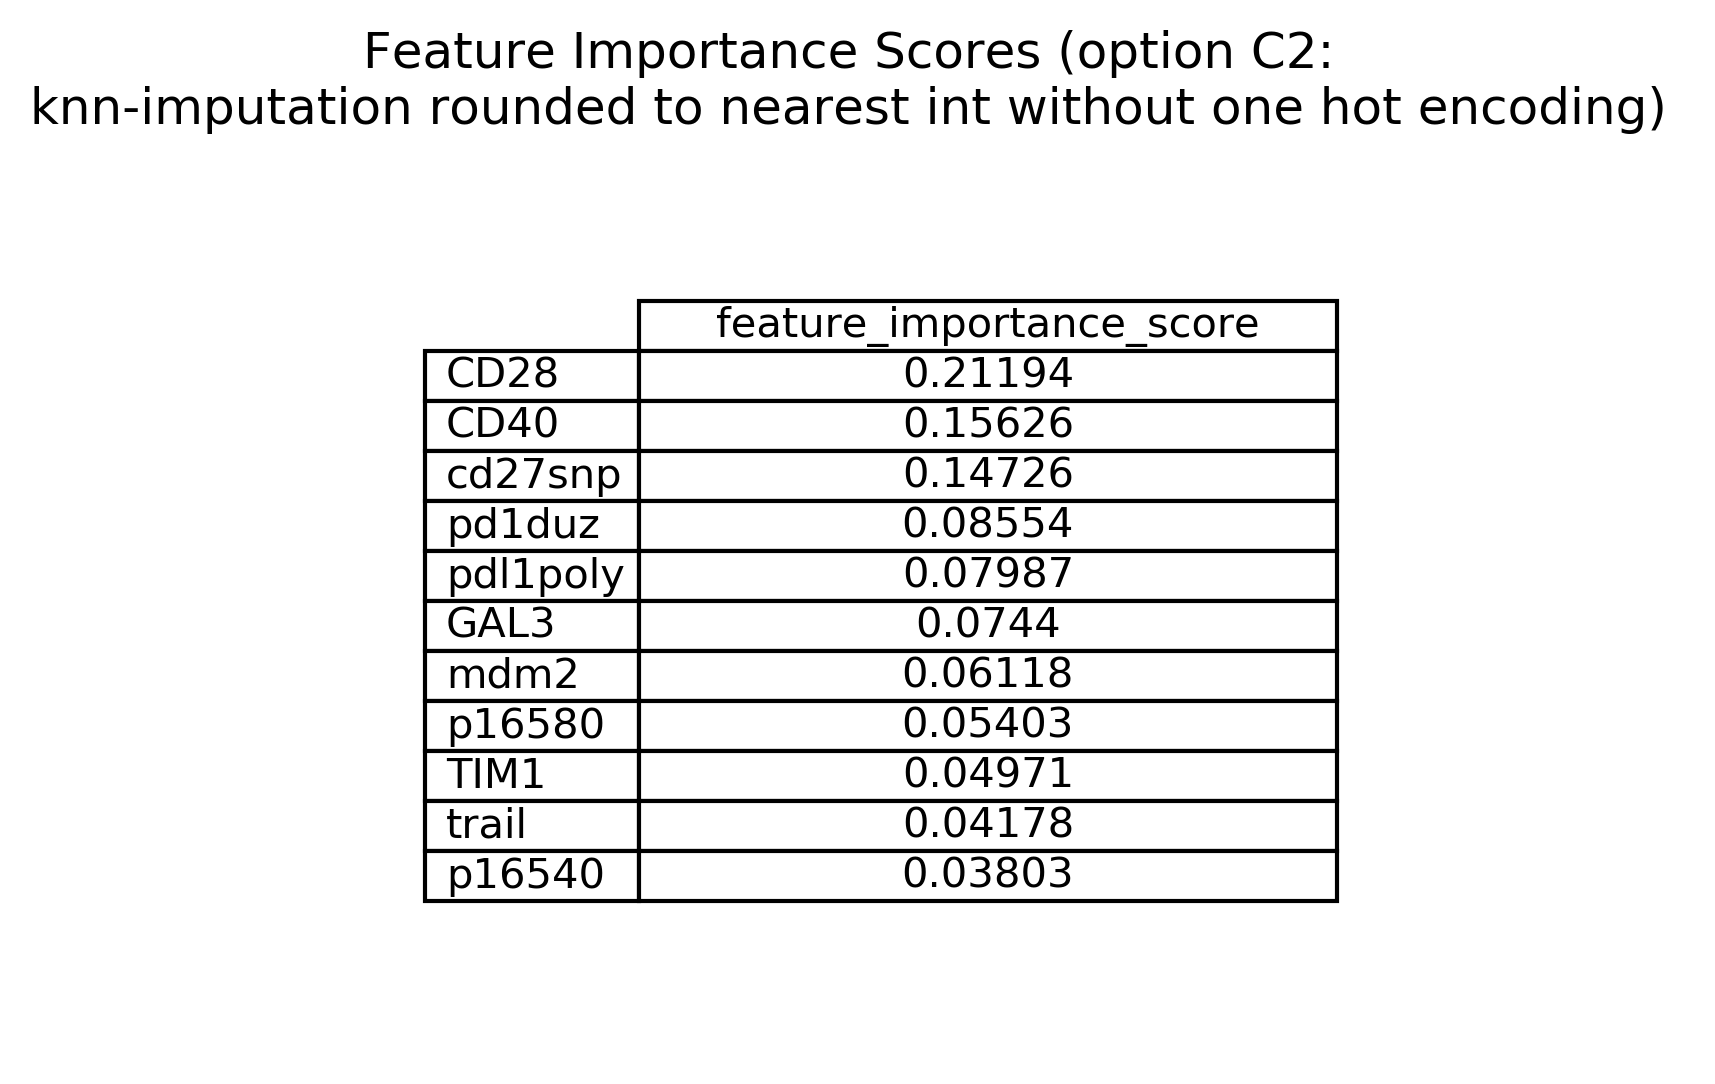 Feature Importance Scores (option C2:
knn-imputation rounded to nearest int without one hot encoding)
feature_importance_score
CD28 0.21194
CD40 0.15626
cd27snp 0.14726
pd1duz 0.08554
pdl1poly 0.07987
GAL3 0.0744
mdm2 0.06118
p16580 0.05403
TIM1 0.04971
trail 0.04178
p16540 0.03803